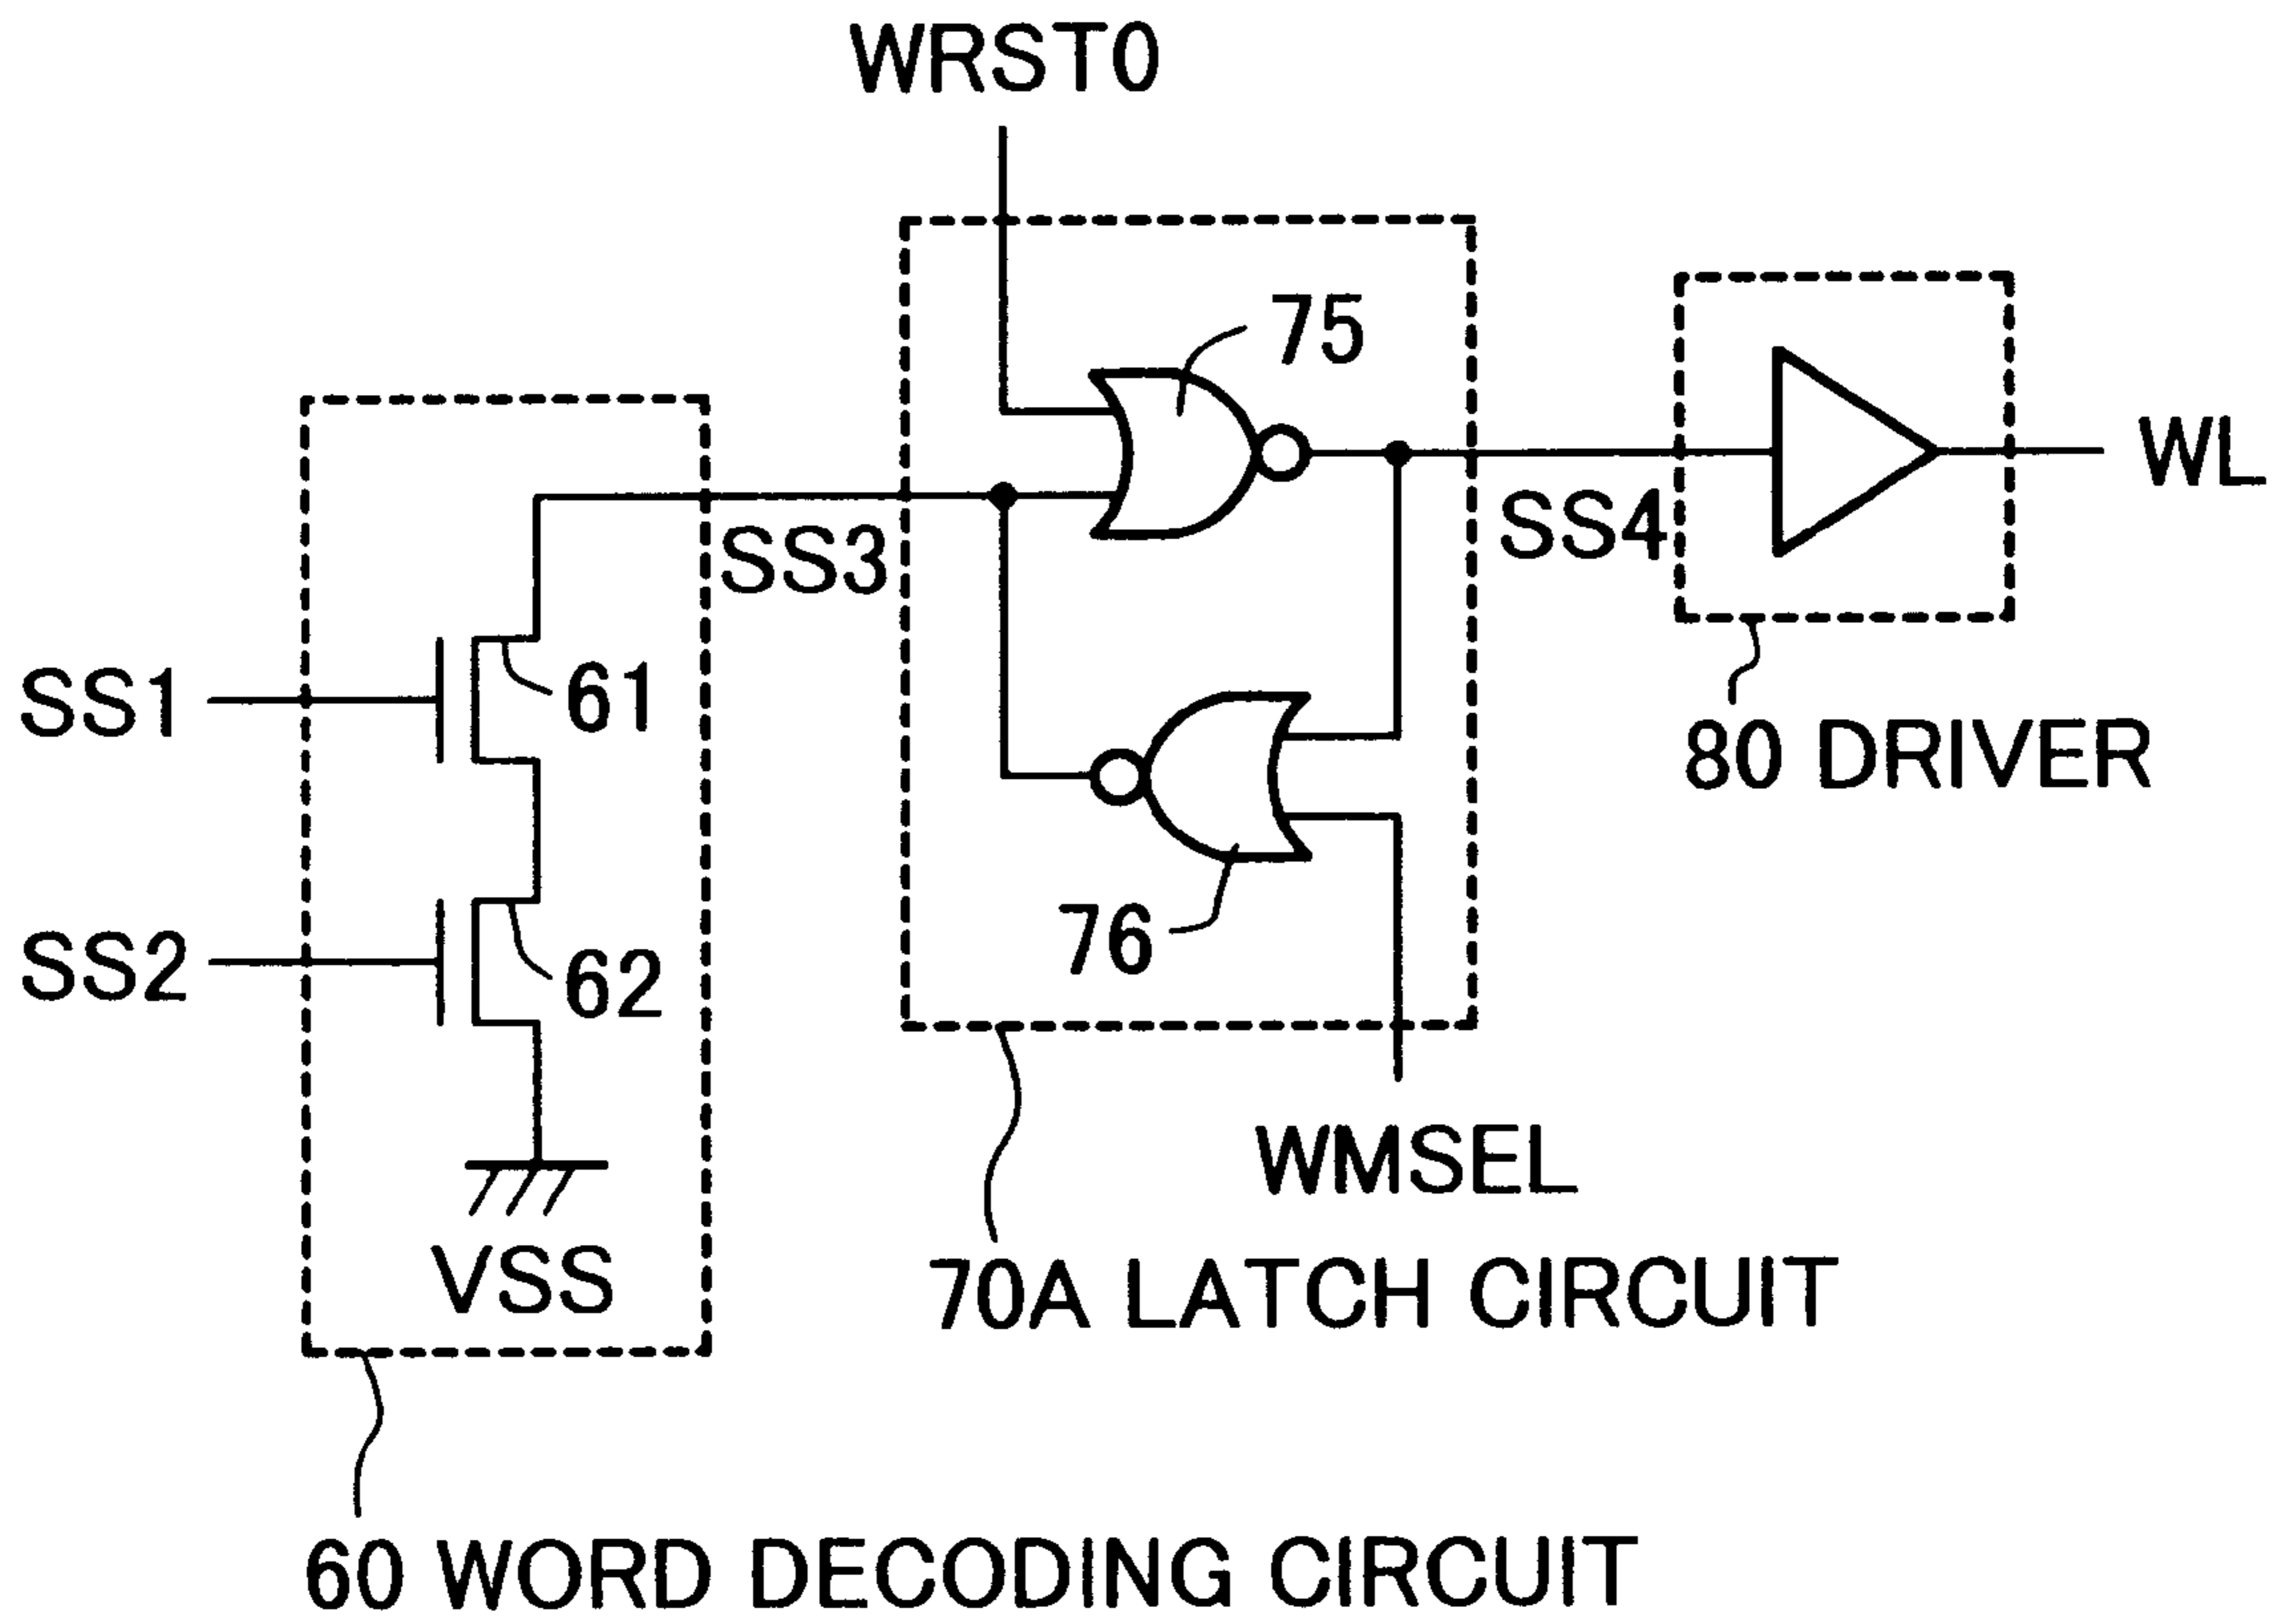 WRST0
75
SS3
SS4
WL
SS1
61
80 DRIVER
SS2
62
76
WMSEL
VSS
70A LATCH CIRCUIT
60 WORD DECODING CIRCUIT